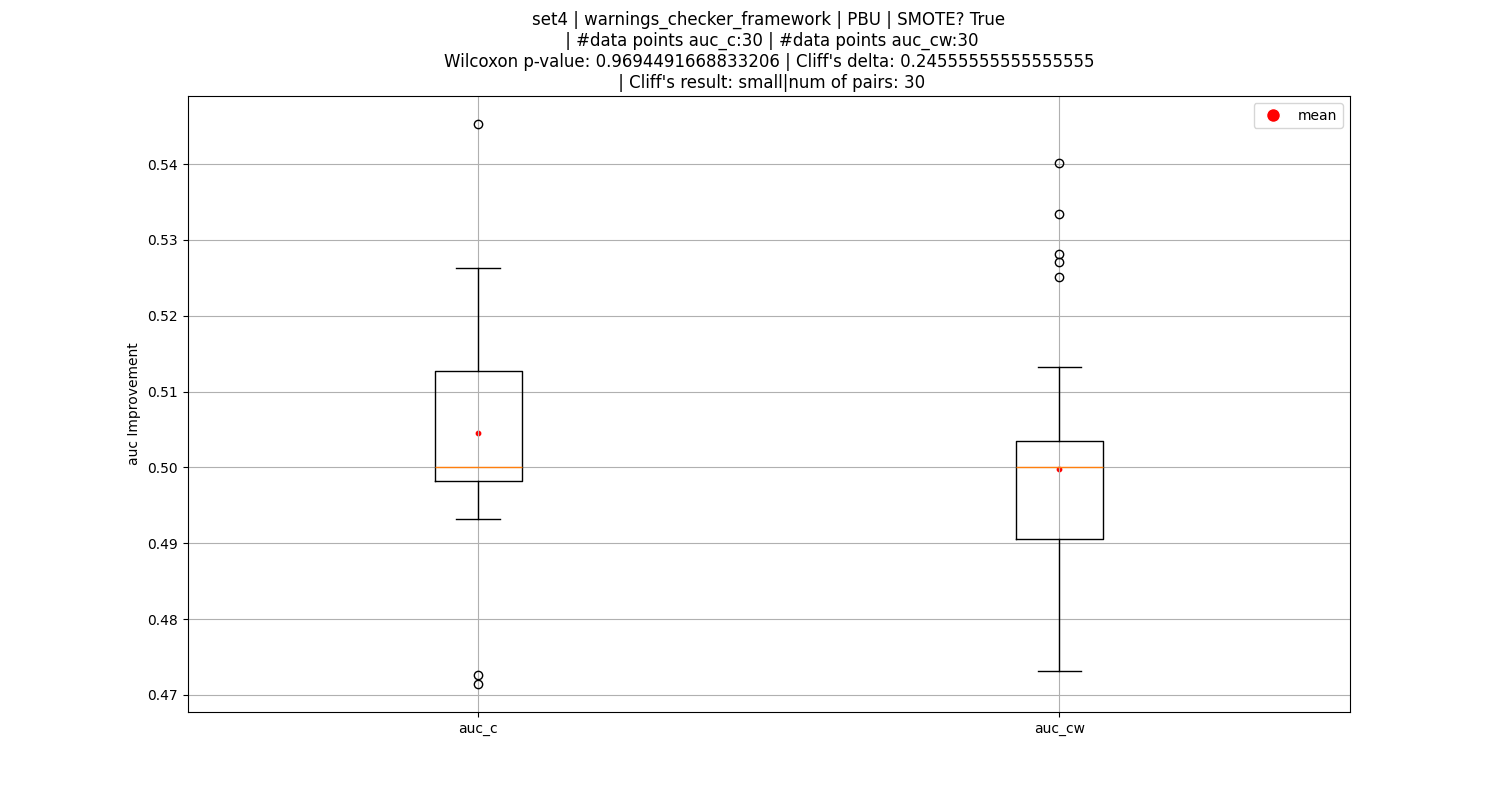 set4 | warnings_checker_framework | PBU | SMOTE? True
| #data points auc_c:30 | #data points auc_cw:30
Wilcoxon p-value: 0.9694491668833206 | Cliff's delta: 0.24555555555555555
| Cliff's result: small|num of pairs: 30
mean
0.54
0.53
0.52
0.51
0.50
0.49
0.48
0.47
auc Improvement
auc_c
auc_cw